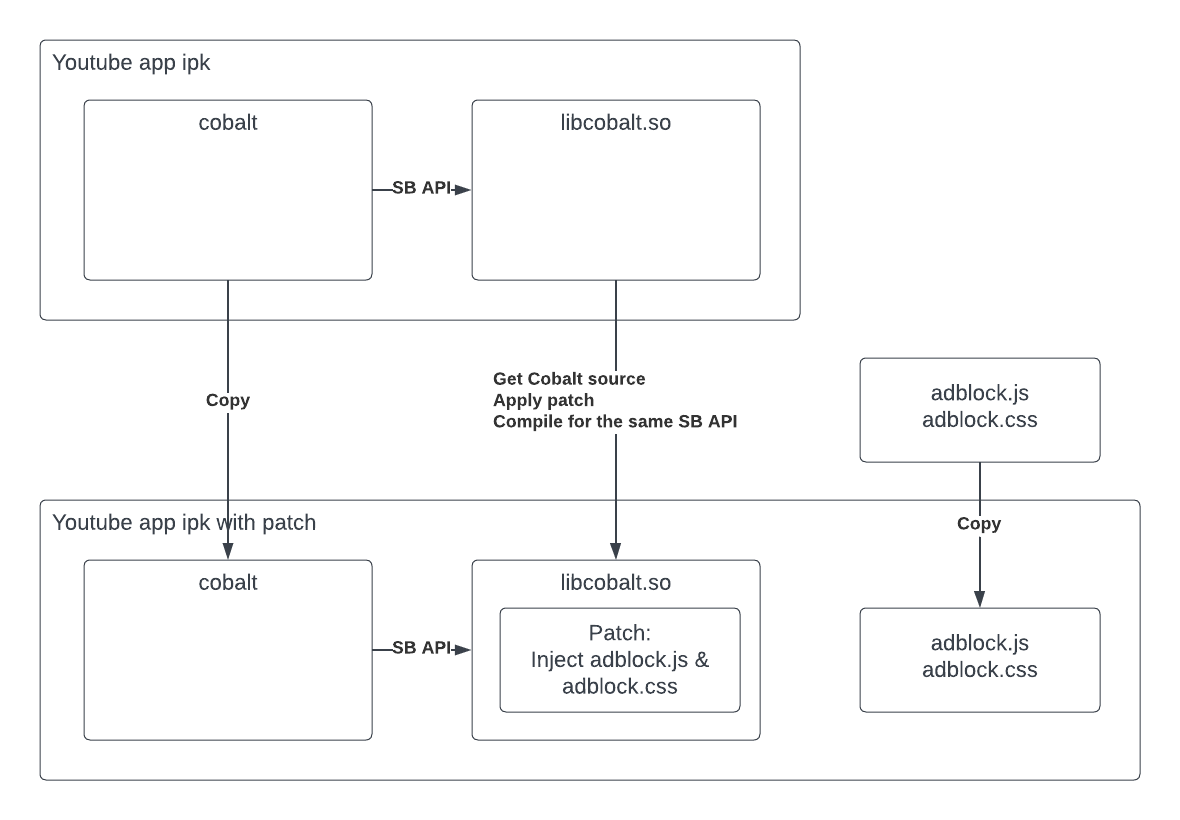 Youtube app ipk
cobalt
libcobalt.so
SB API
Copy
Get Cobalt source
Apply patch
Compile for the same SB API
adblock.js
adblock.css
Youtube app ipk with patch
Copy
cobalt
libcobalt.so
SB API
Patch:
Inject adblock.js &
adblock.css
adblock.js
adblock.css